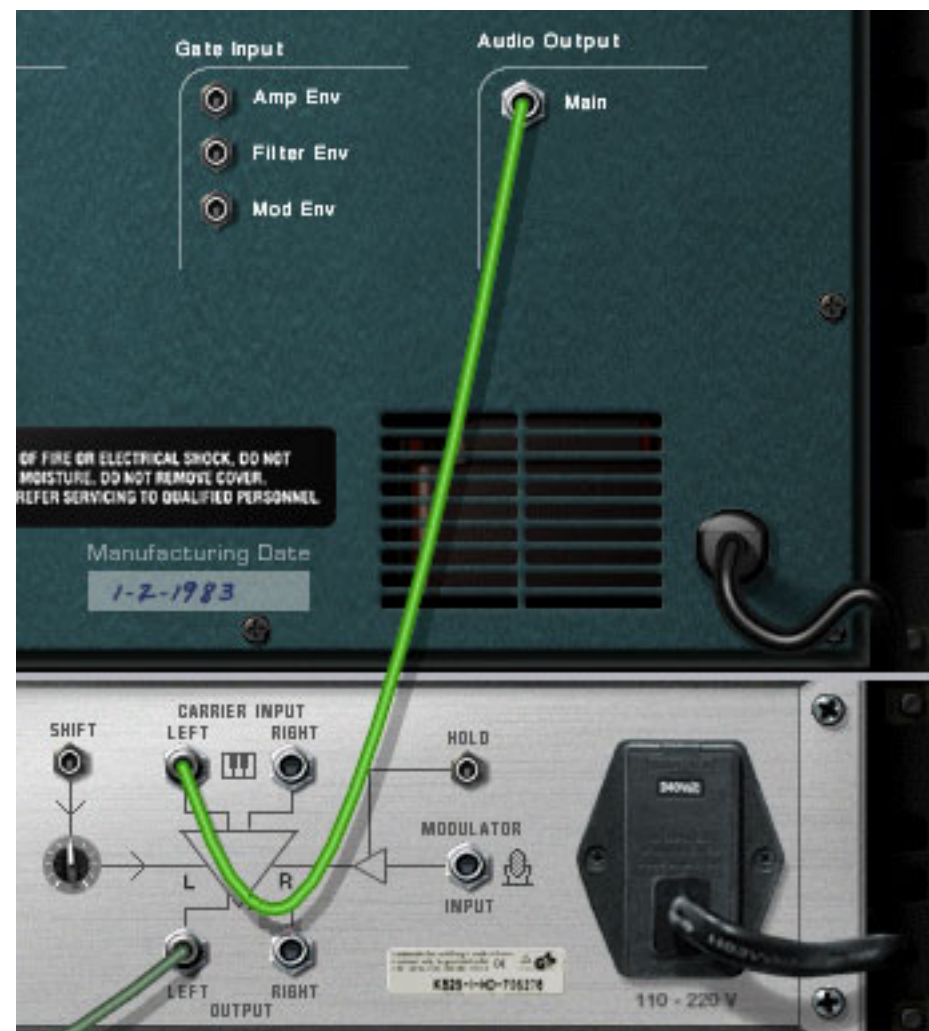 Gate Input
Audio Output
Amp Env
Main
Filter Env
Mod Env
OF FIRE OR ELECTRICAL SHOCK, DO NOT
MOISTURE. DO NOT REMOVE COVER.
REFER SERVICING TO QUALIFIED PERSONNEL.
Manufacturing Date
1-2-1983
CARRIER INPUT
SHIFT
LEFT
RIGHT
HOLD
MODULATOR
L
R
INPUT
LEFT
RIGHT
OUTPUT
110 - 220 V